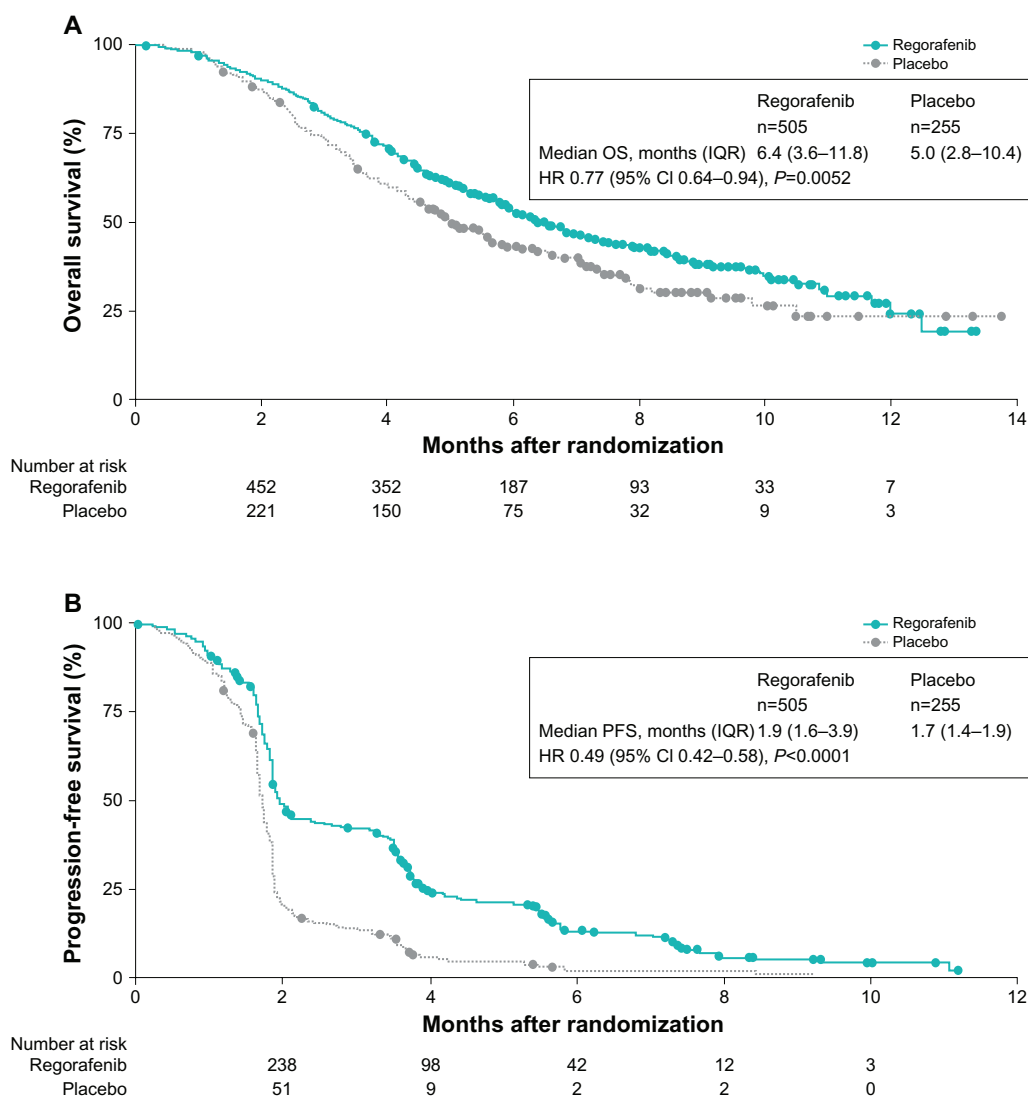 A
Regorafenib
Placebo
Regorafenib Placebo
n=505 n=255
Median OS, months (IQR) 6.4 (3.6–11.8) 5.0 (2.8–10.4)
HR 0.77 (95% CI 0.64–0.94), P=0.0052
Overall survival (%)
100
75
50
25
0
0 2 4 6 8 10 12 14
Months after randomization
Number at risk
Regorafenib 452 352 187 93 33 7
Placebo 221 150 75 32 9 3
B
Regorafenib
Placebo
Regorafenib Placebo
n=505 n=255
Median PFS, months (IQR) 1.9 (1.6–3.9) 1.7 (1.4–1.9)
HR 0.49 (95% CI 0.42–0.58), P<0.0001
Progression-free survival (%)
100
75
50
25
0
0 2 4 6 8 10 12
Months after randomization
Number at risk
Regorafenib 238 98 42 12 3
Placebo 51 9 2 2 0